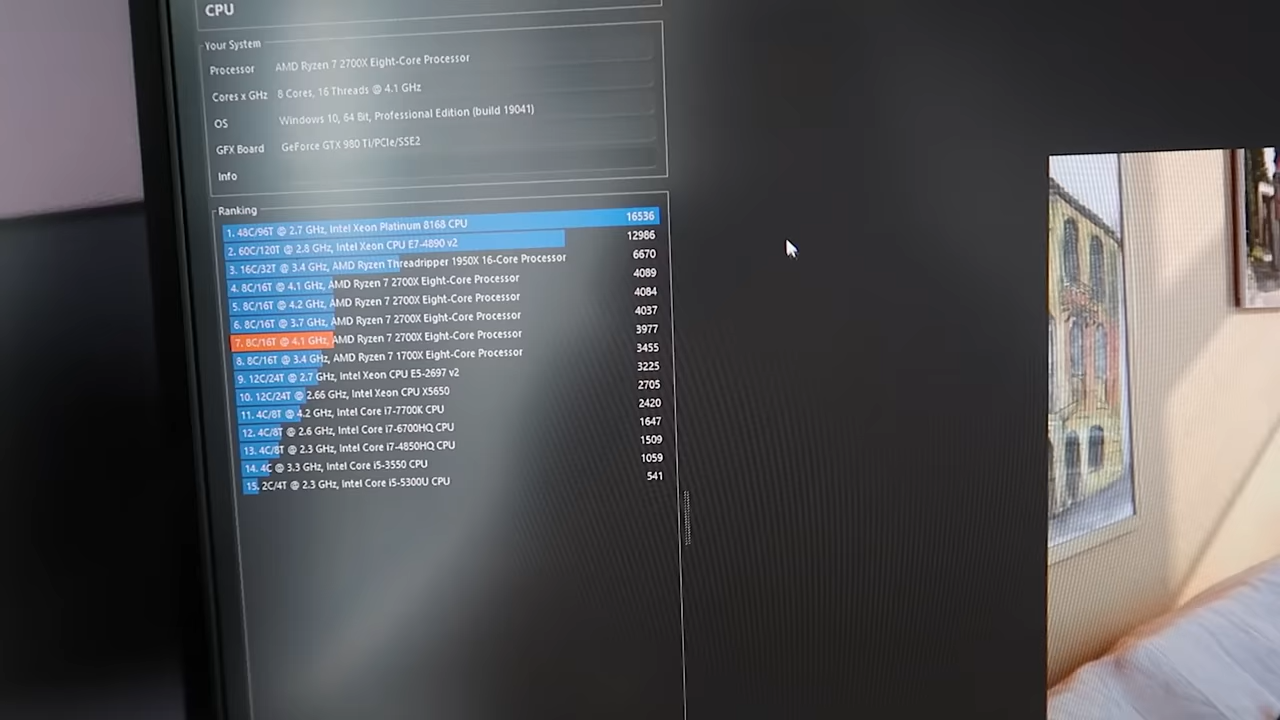 CPU
Your System
Processor AMD Ryzen 7 2700X Eight-Core Processor
Cores x GHz 8 Cores, 16 Threads @ 4.1 GHz
OS Windows 10, 64 Bit, Professional Edition (build 19041)
GFX Board GeForce GTX 980 Ti/PCIe/SSE2
Info
Ranking
1. 48C/96T @ 2.7 GHz, Intel Xeon Platinum 8168 CPU 16536
2. 60C/120T @ 2.8 GHz, Intel Xeon CPU E7-4890 v2 12986
3. 16C/32T @ 3.4 GHz, AMD Ryzen Threadripper 1950X 16-Core Processor 6670
4. 8C/16T @ 4.1 GHz, AMD Ryzen 7 2700X Eight-Core Processor 4089
5. 8C/16T @ 4.2 GHz, AMD Ryzen 7 2700X Eight-Core Processor 4084
6. 8C/16T @ 3.7 GHz, AMD Ryzen 7 2700X Eight-Core Processor 4037
7. 8C/16T @ 4.1 GHz, AMD Ryzen 7 2700X Eight-Core Processor 3977
8. 8C/16T @ 3.4 GHz, AMD Ryzen 7 1700X Eight-Core Processor 3455
9. 12C/24T @ 2.7 GHz, Intel Xeon CPU E5-2697 v2 3225
10. 12C/24T @ 2.66 GHz, Intel Xeon CPU X5650 2705
11. 4C/8T @ 4.2 GHz, Intel Core i7-7700K CPU 2420
12. 4C/8T @ 2.6 GHz, Intel Core i7-6700HQ CPU 1647
13. 4C/8T @ 2.3 GHz, Intel Core i7-4850HQ CPU 1509
14. 4C @ 3.3 GHz, Intel Core i5-3550 CPU 1059
15. 2C/4T @ 2.3 GHz, Intel Core i5-5300U CPU 541